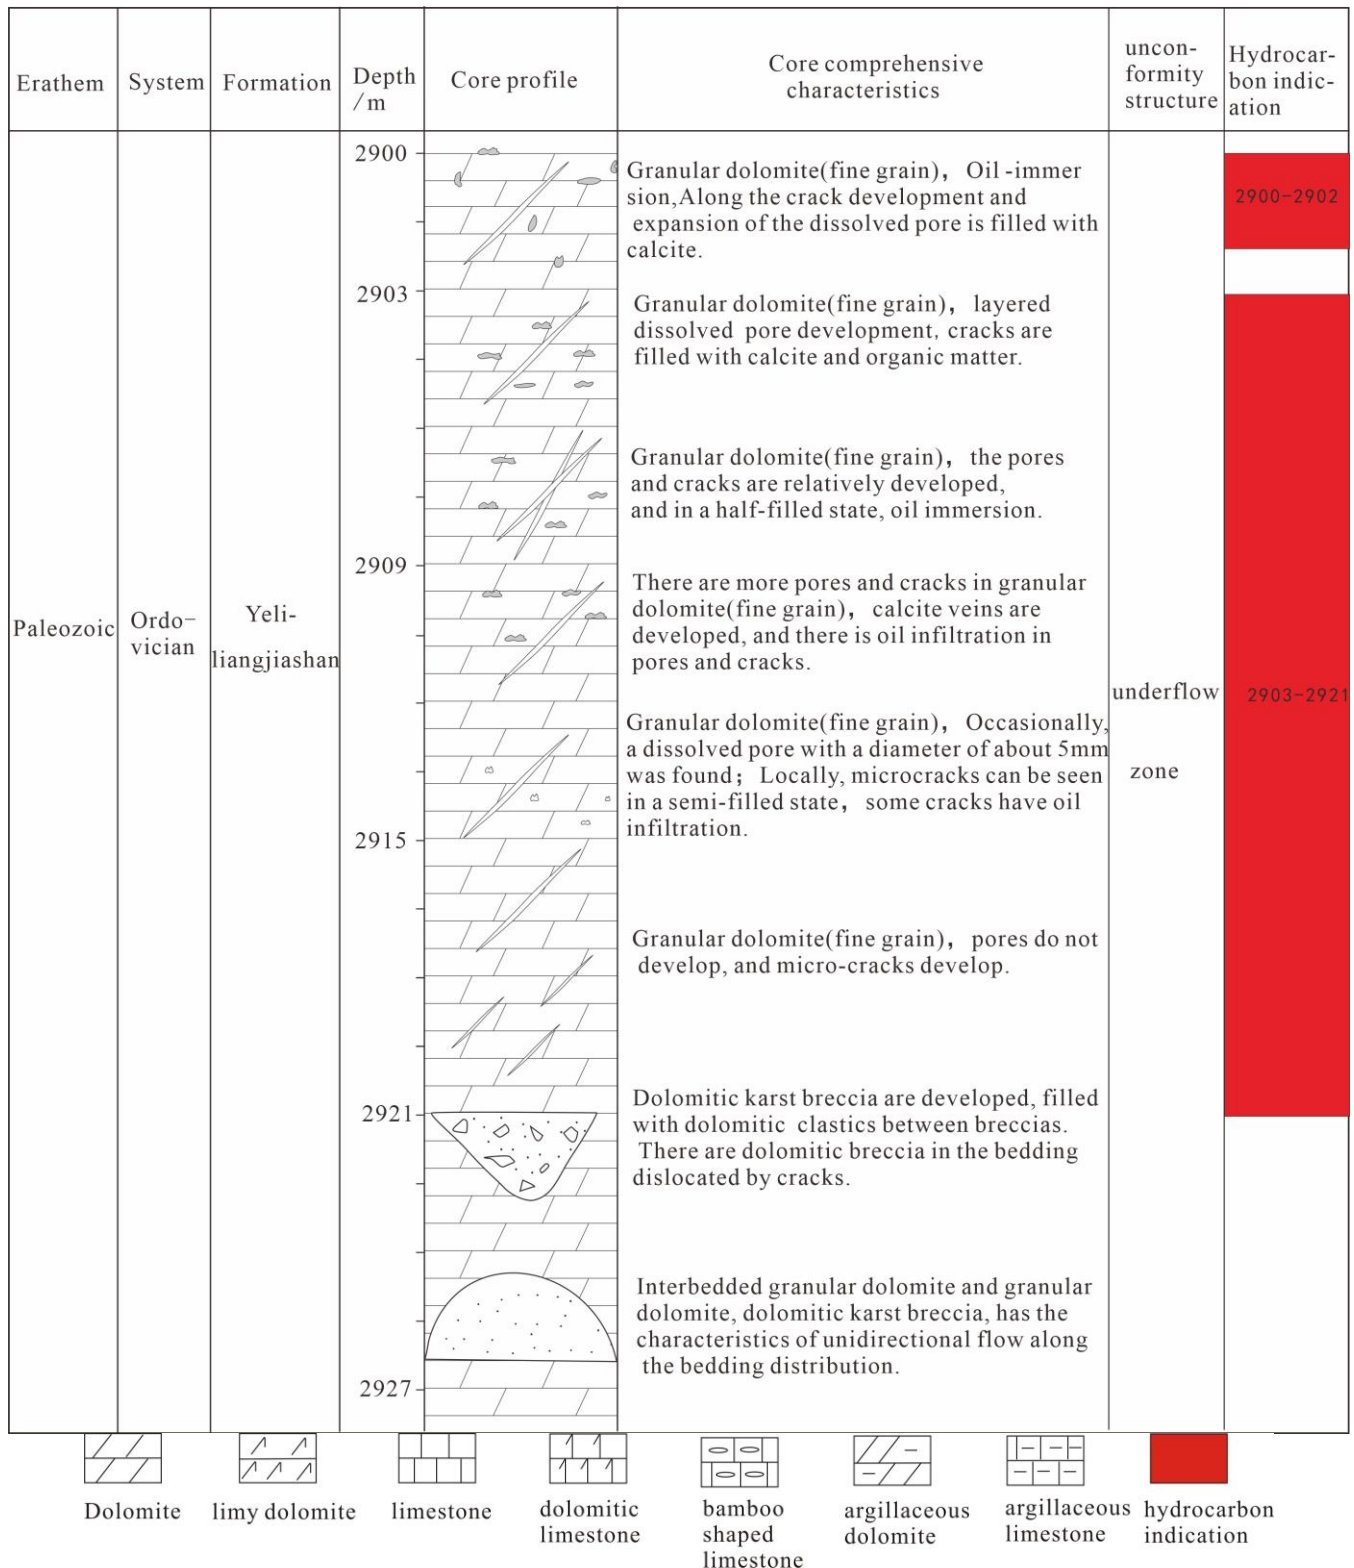 Erathem
System
Formation
Depth
/m
Core profile
Core comprehensive
characteristics
uncon-
formity
structure
Hydrocar-
bon indic-
ation
Paleozoic
Ordo-
vician
Yeli-
liangjiashan
2900
2903
2909
2915
2921
2927
Granular dolomite(fine grain), Oil -immer
sion,Along the crack development and
expansion of the dissolved pore is filled with
calcite.
Granular dolomite(fine grain), layered
dissolved pore development, cracks are
filled with calcite and organic matter.
Granular dolomite(fine grain), the pores
and cracks are relatively developed,
and in a half-filled state, oil immersion.
There are more pores and cracks in granular
dolomite(fine grain), calcite veins are
developed, and there is oil infiltration in
pores and cracks.
Granular dolomite(fine grain), Occasionally,
a dissolved pore with a diameter of about 5mm
was found; Locally, microcracks can be seen
in a semi-filled state, some cracks have oil
infiltration.
Granular dolomite(fine grain), pores do not
develop, and micro-cracks develop.
Dolomitic karst breccia are developed, filled
with dolomitic clastics between breccias.
There are dolomitic breccia in the bedding
dislocated by cracks.
Interbedded granular dolomite and granular
dolomite, dolomitic karst breccia, has the
characteristics of unidirectional flow along
the bedding distribution.
underflow
zone
2900-2902
2903-2921
Dolomite
limy dolomite
limestone
dolomitic
limestone
bamboo
shaped
limestone
argillaceous
dolomite
argillaceous
limestone
hydrocarbon
indication